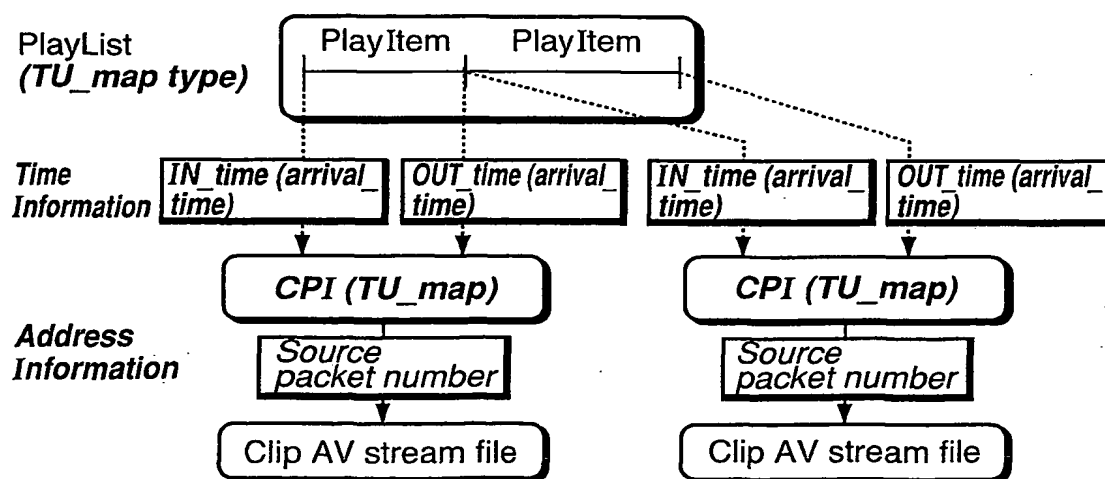 PlayList
(TU_map type)
PlayItem
PlayItem
Time
Information
IN_time (arrival_
time)
OUT_time (arrival_
time)
IN_time (arrival_
time)
OUT_time (arrival_
time)
CPI (TU_map)
CPI (TU_map)
Address
Information
Source
packet number
Source
packet number
Clip AV stream file
Clip AV stream file